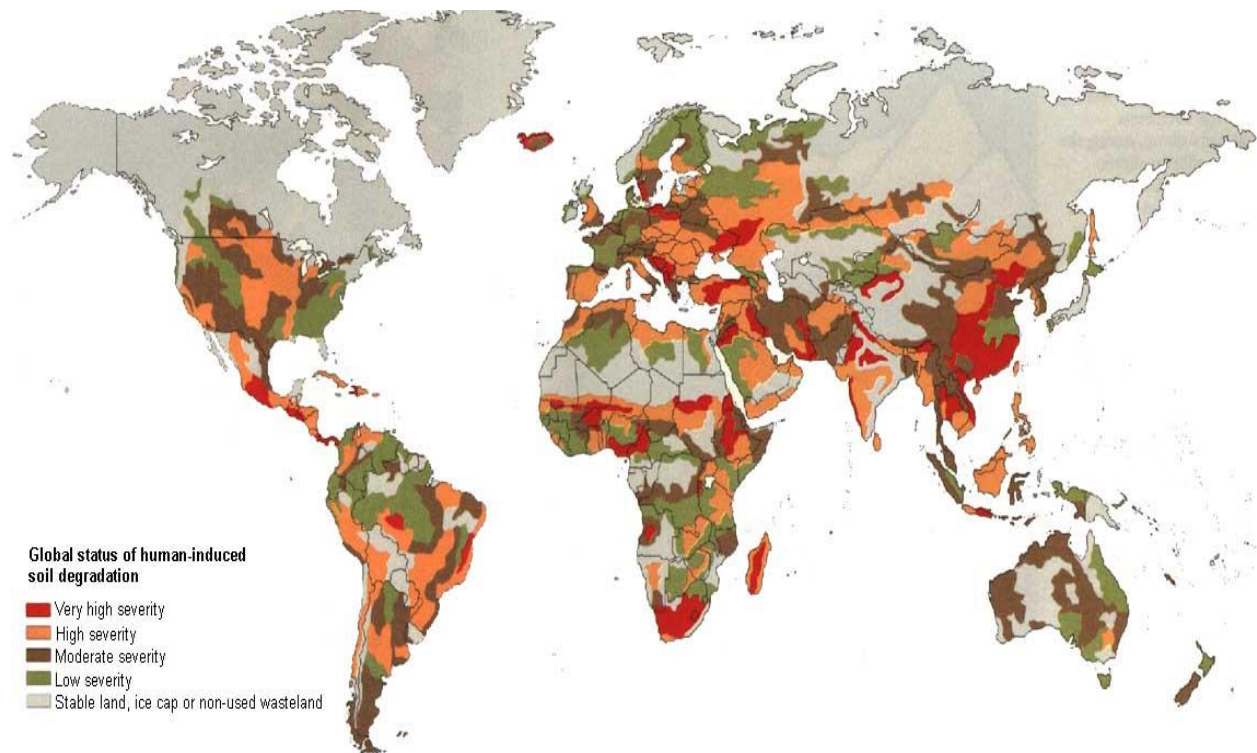 Global status of human-induced
soil degradation
Very high severity
High severity
Moderate severity
Low severity
Stable land, ice cap or non-used wasteland